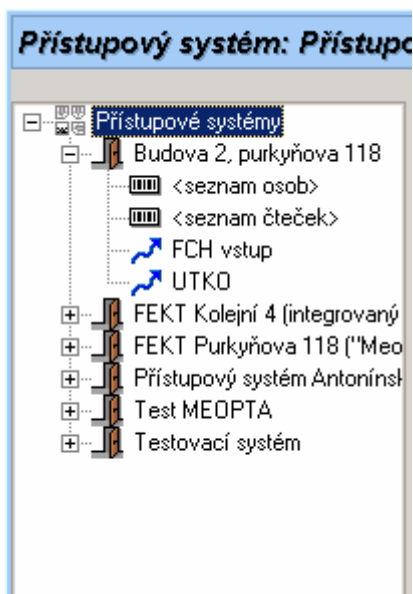 Přístupový systém: Přístupo
Přístupové systémy
Budova 2, purkyňova 118
<seznam osob>
<seznam čteček>
FCH vstup
UTKO
FEKT Kolejní 4 (integrovaný
FEKT Purkyňova 118 ("Meo
Přístupový systém Antonínsk
Test MEOPTA
Testovací systém